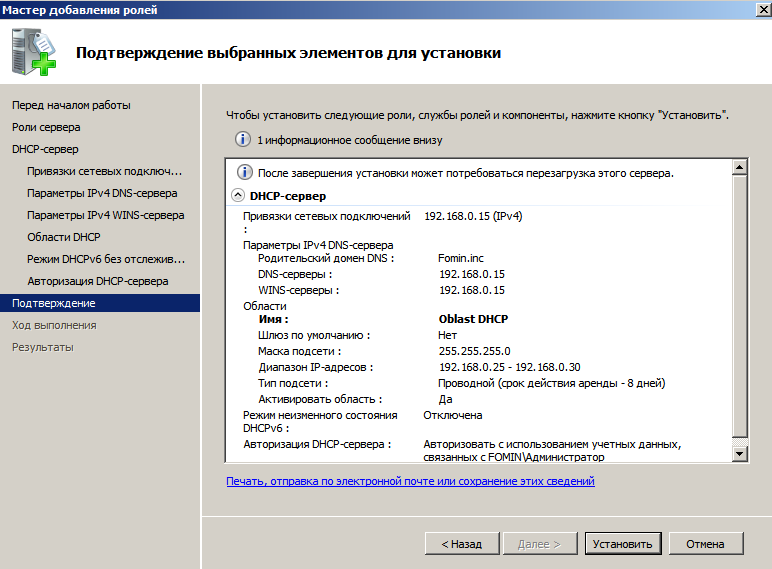 Мастер добавления ролей
Подтверждение выбранных элементов для установки
Перед началом работы
Роли сервера
DHCP-сервер
Привязки сетевых подключ...
Параметры IPv4 DNS-сервера
Параметры IPv4 WINS-сервера
Области DHCP
Режим DHCPv6 без отслежив...
Авторизация DHCP-сервера
Подтверждение
Ход выполнения
Результаты
Чтобы установить следующие роли, службы ролей и компоненты, нажмите кнопку "Установить".
1 информационное сообщение внизу
После завершения установки может потребоваться перезагрузка этого сервера.
DHCP-сервер
Привязки сетевых подключений 192.168.0.15 (IPv4)
:
Параметры IPv4 DNS-сервера
Родительский домен DNS : Fomin.inc
DNS-серверы : 192.168.0.15
WINS-серверы : 192.168.0.15
Области
Имя : Oblast DHCP
Шлюз по умолчанию : Нет
Маска подсети : 255.255.255.0
Диапазон IP-адресов : 192.168.0.25 - 192.168.0.30
Тип подсети : Проводной (срок действия аренды - 8 дней)
Активировать область : Да
Режим неизменного состояния Отключена
DHCPv6 :
Авторизация DHCP-сервера : Авторизовать с использованием учетных данных,
связанных с FOMIN\Администратор
Печать, отправка по электронной почте или сохранение этих сведений
< Назад Далее > Установить Отмена